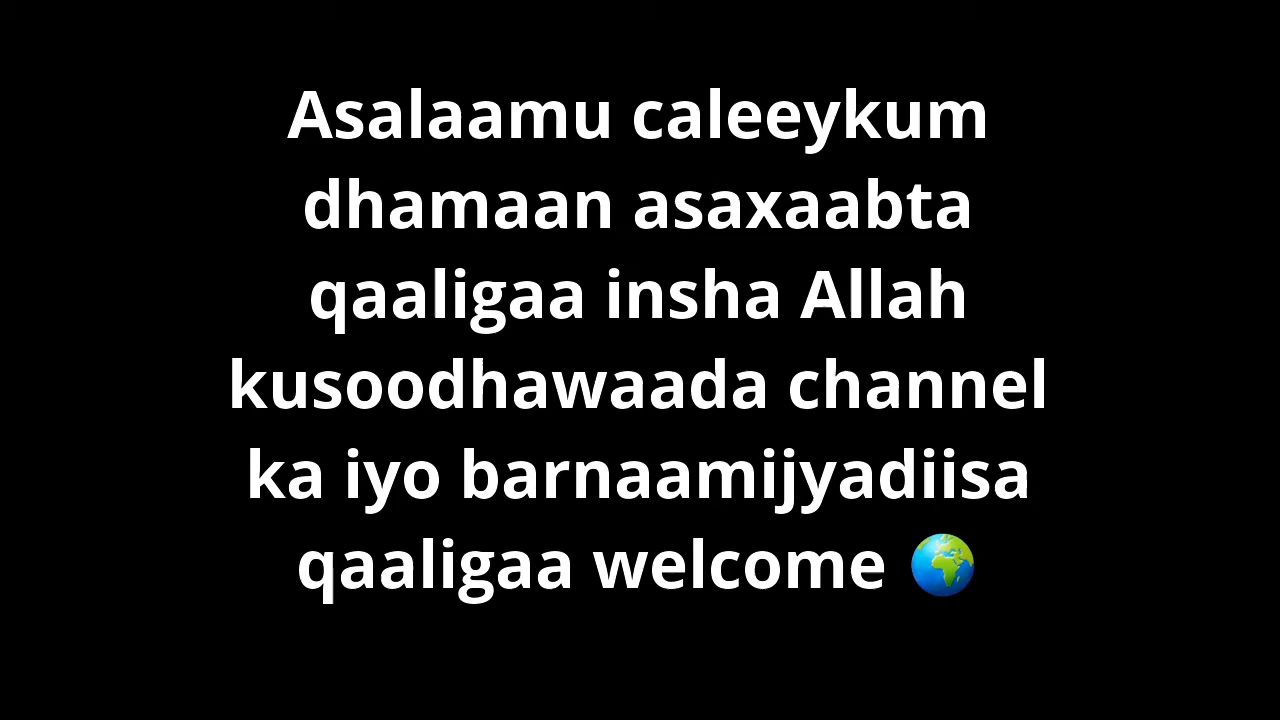 Asalaamu caleeykum
dhamaan asaxaabta
qaaligaa insha Allah
kusoodhawaada channel
ka iyo barnaamijyadiisa
qaaligaa welcome 🌍